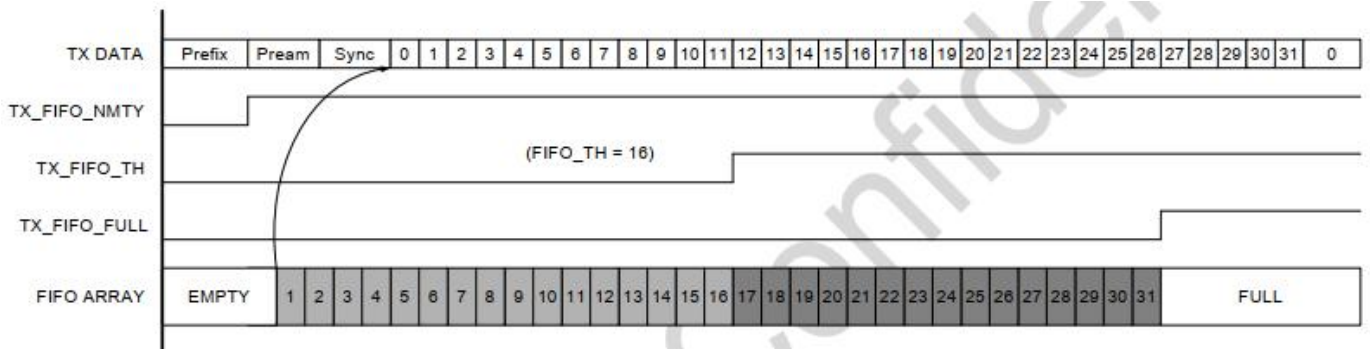 TX DATA Prefix Pream Sync 0 1 2 3 4 5 6 7 8 9 10 11 12 13 14 15 16 17 18 19 20 21 22 23 24 25 26 27 28 29 30 31 0
TX_FIFO_NMTY
(FIFO_TH = 16)
TX_FIFO_TH
TX_FIFO_FULL
FIFO ARRAY EMPTY 1 2 3 4 5 6 7 8 9 10 11 12 13 14 15 16 17 18 19 20 21 22 23 24 25 26 27 28 29 30 31 FULL